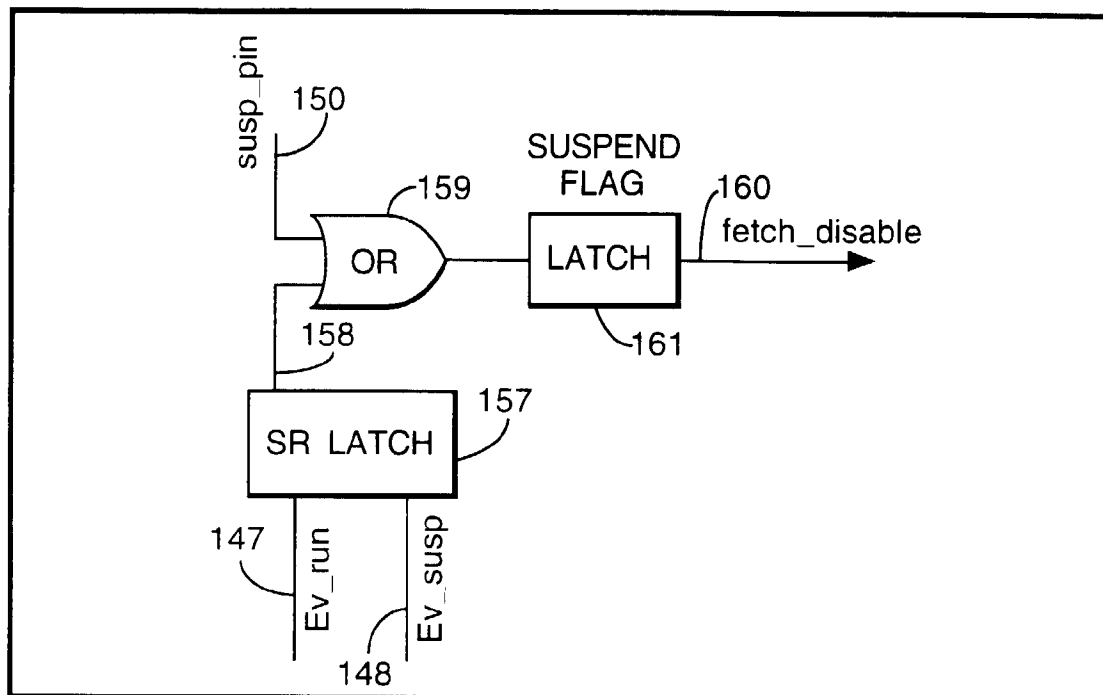 susp_pin
150
159
OR
SUSPEND
FLAG
LATCH
161
160
fetch_disable
158
SR LATCH
157
147
Ev_run
Ev_susp
148